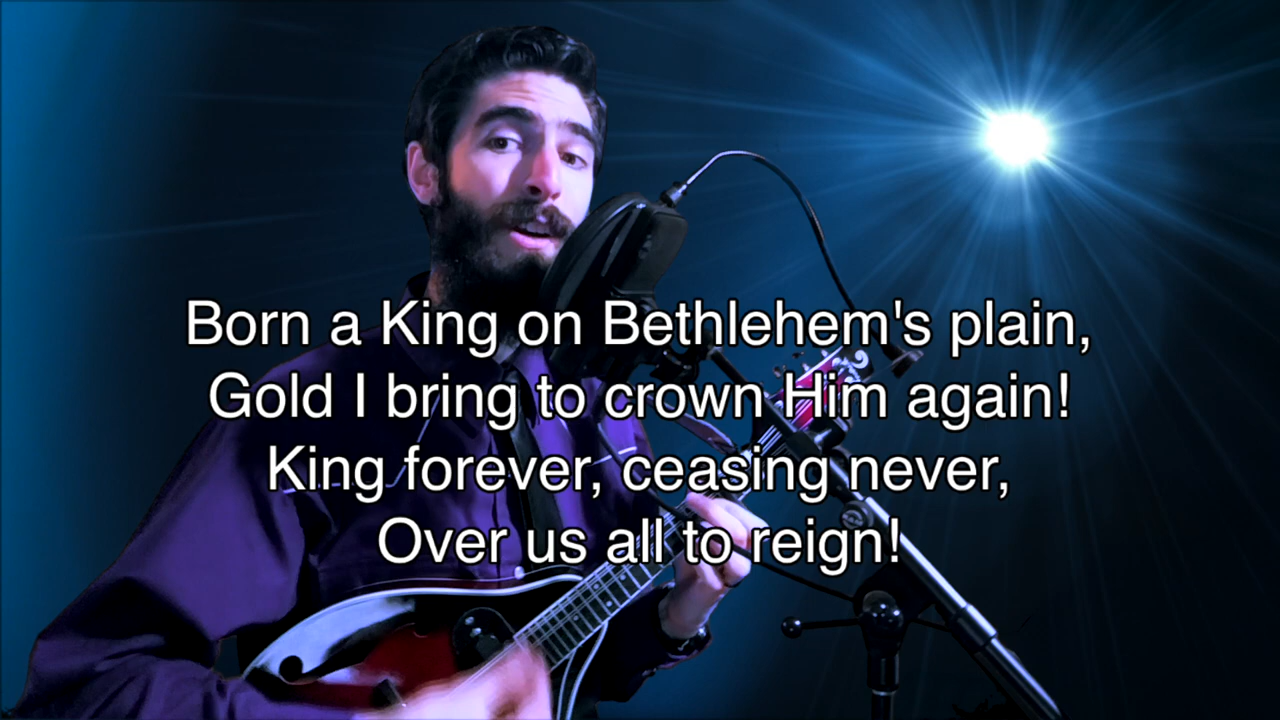 Born a King on Bethlehem's plain,
Gold I bring to crown Him again!
King forever, ceasing never,
Over us all to reign!